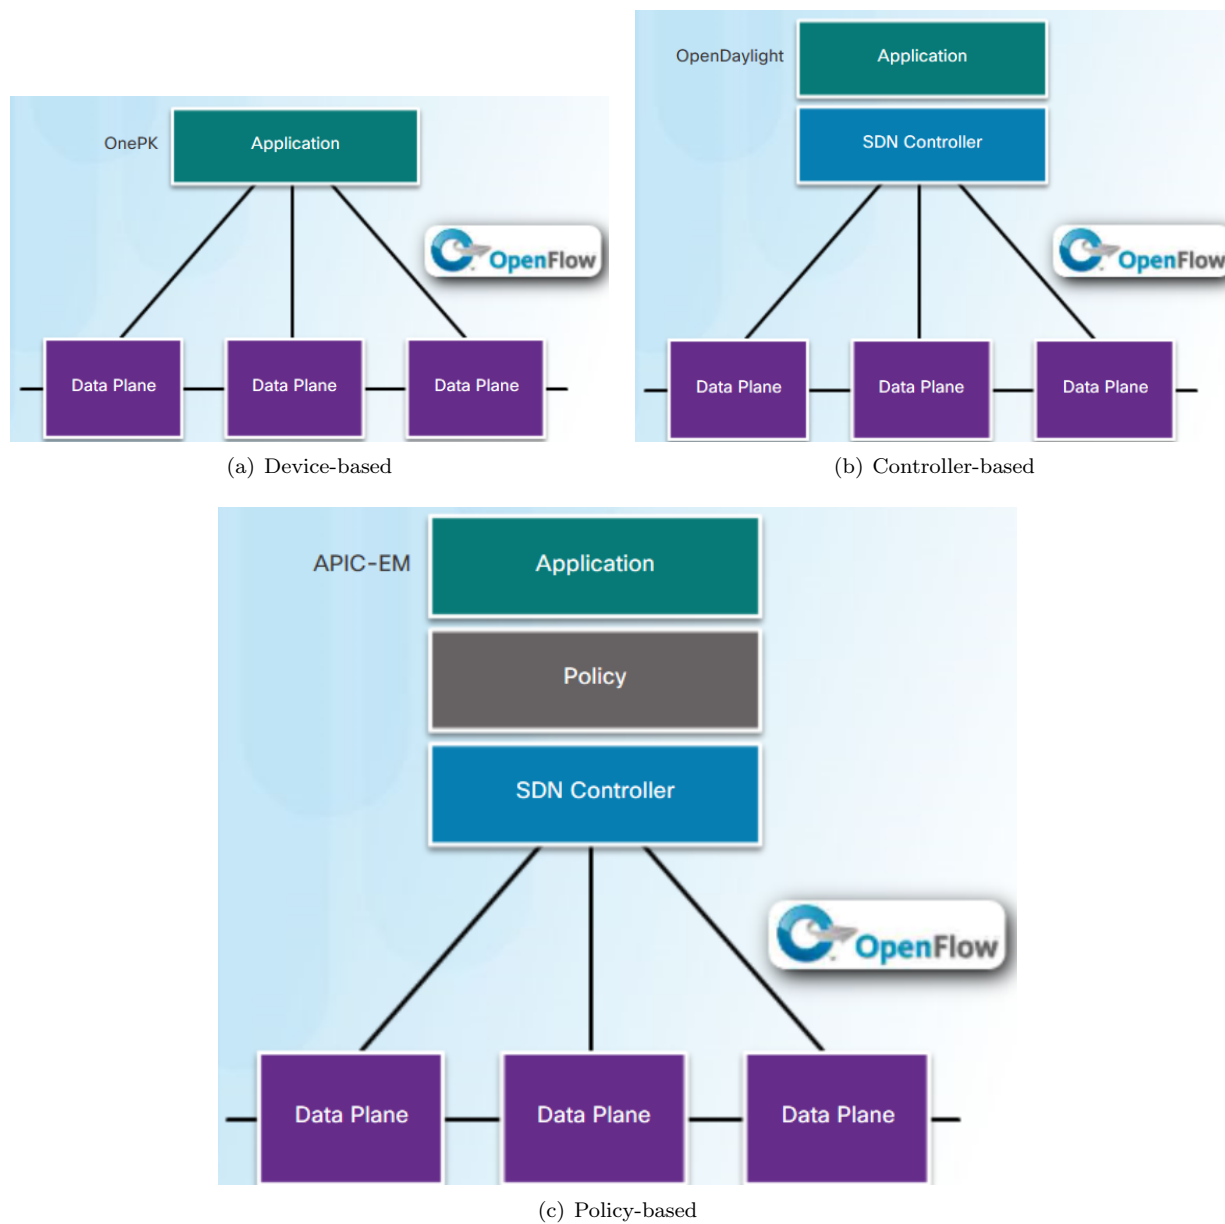 OnePK
Application
OpenFlow
Data Plane
Data Plane
Data Plane
(a) Device-based
OpenDaylight
Application
SDN Controller
OpenFlow
Data Plane
Data Plane
Data Plane
(b) Controller-based
APIC-EM
Application
Policy
SDN Controller
OpenFlow
Data Plane
Data Plane
Data Plane
(c) Policy-based